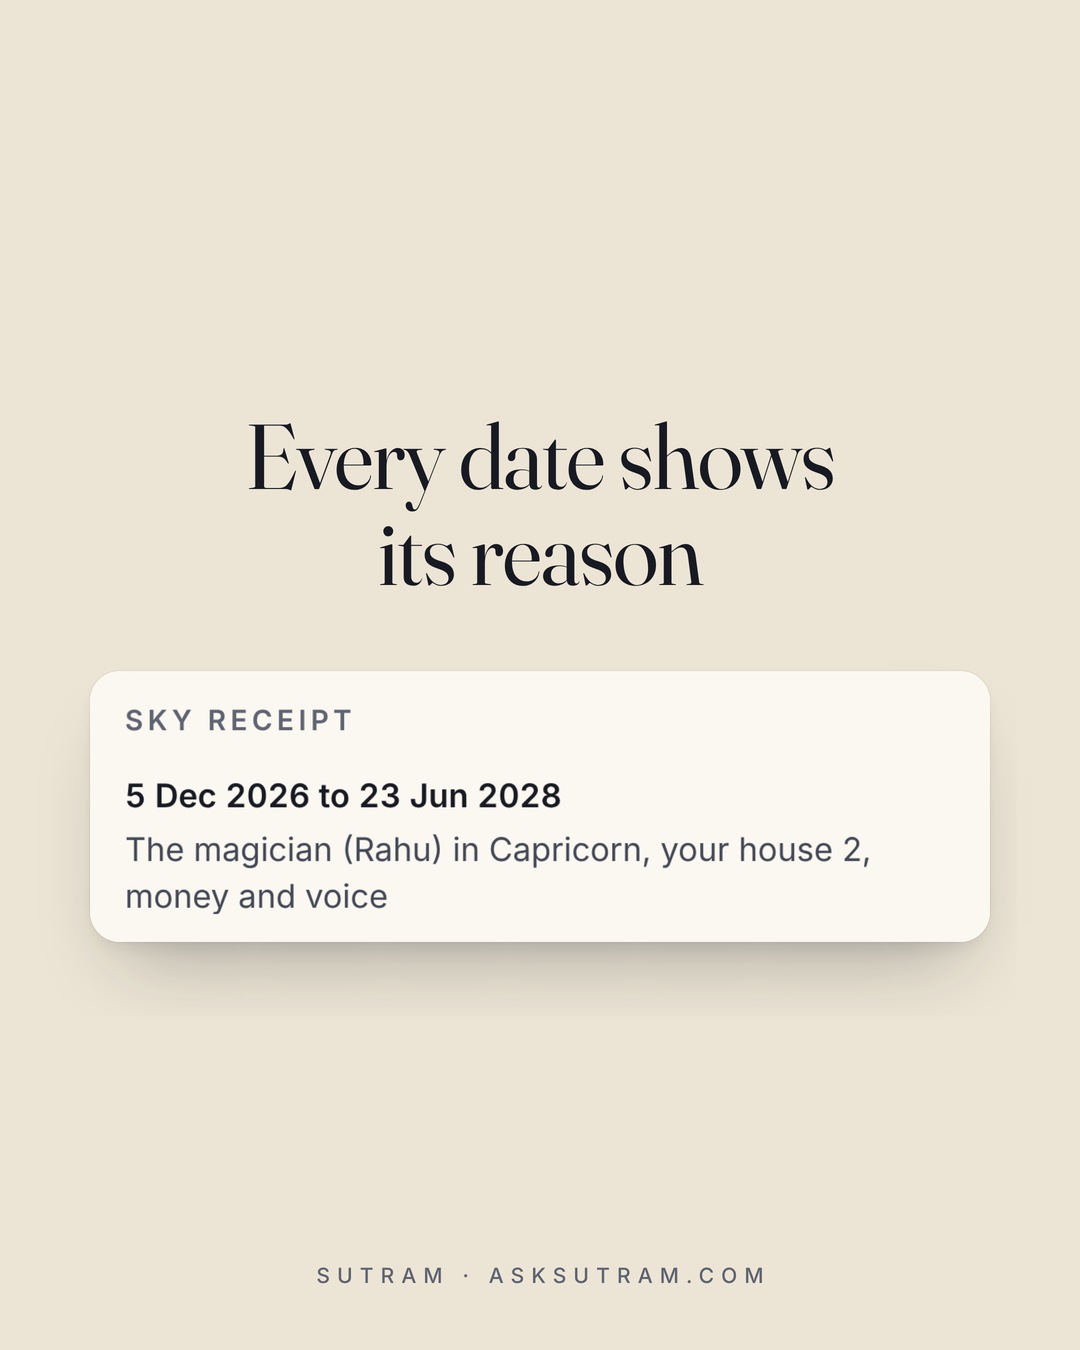 Every date shows
its reason
SKY RECEIPT
5 Dec 2026 to 23 Jun 2028
The magician (Rahu) in Capricorn, your house 2,
money and voice
SUTRAM · ASKSUTRAM.COM